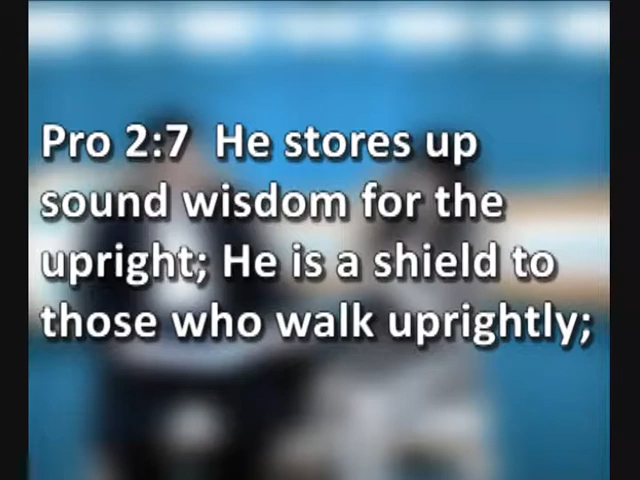 Pro 2:7 He stores up
sound wisdom for the
upright; He is a shield to
those who walk uprightly;